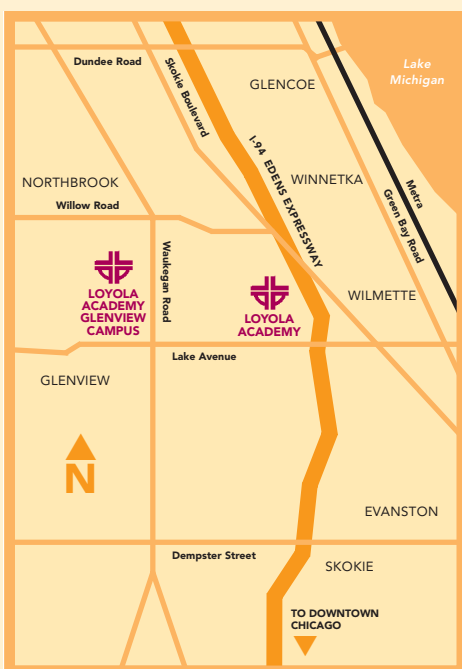 Dundee Road
Skokie Boulevard
GLENCOE
Lake
Michigan
I-94 EDENS EXPRESSWAY
NORTHBROOK
WINNETKA
Metra
Green Bay Road
Willow Road
Waukegan Road
LOYOLA
ACADEMY
GLENVIEW
CAMPUS
LOYOLA
ACADEMY
WILMETTE
Lake Avenue
GLENVIEW
N
EVANSTON
Dempster Street
SKOKIE
TO DOWNTOWN
CHICAGO